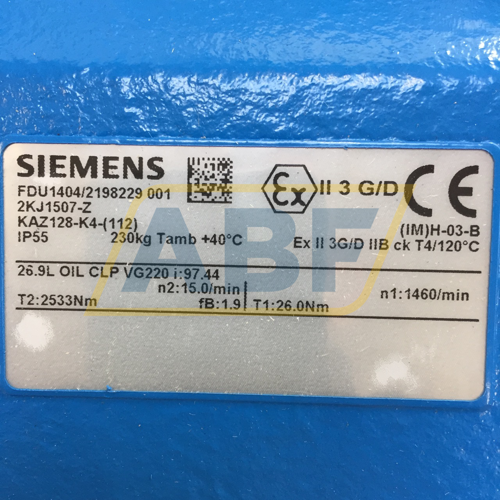 SIEMENS
Ex II 3 G/D CE
FDU1404/2198229 001
2KJ1507-Z
KAZ128-K4-(112) (IM)H-03-B
IP55 230kg Tamb +40°C Ex II 3G/D IIB ck T4/120°C
26.9L OIL CLP VG220 i:97.44
n2:15.0/min n1:1460/min
T2:2533Nm fB:1.9 T1:26.0Nm
ABF